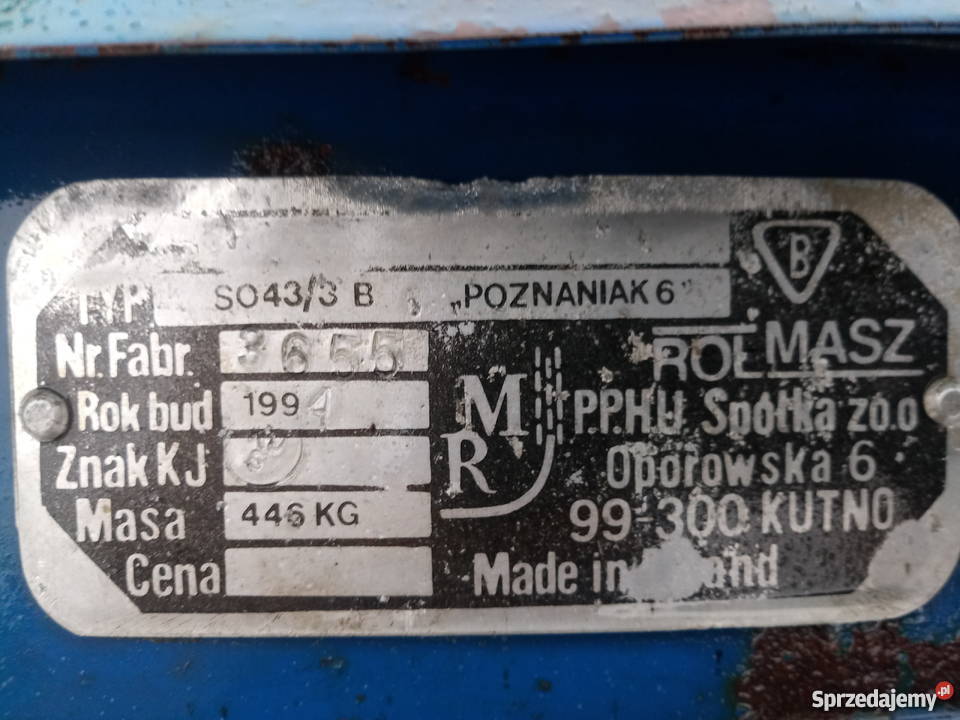 B
TYP SO43/3 B „POZNANIAK 6"
Nr. Fabr. 3655
ROLMASZ
Rok bud 1994
MR
P.P.H.U Spółka zo.o
Znak KJ
Oporowska 6
Masa 446 KG
99-300 KUTNO
Cena
Made in
Sprzedajemy.pl